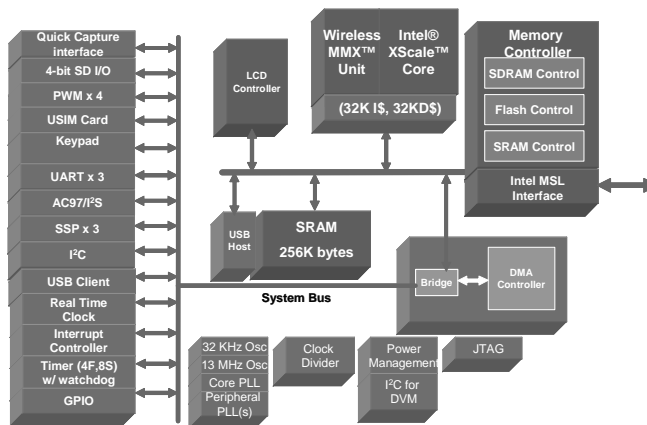 Quick Capture
interface
4-bit SD I/O
PWM x 4
USIM Card
Keypad
UART x 3
AC97/I²S
SSP x 3
I²C
USB Client
Real Time
Clock
Interrupt
Controller
Timer (4F,8S)
w/ watchdog
GPIO
LCD
Controller
Wireless
MMX™
Unit
Intel®
XScale™
Core
(32K I$, 32KD$)
Memory
Controller
SDRAM Control
Flash Control
SRAM Control
Intel MSL
Interface
USB
Host
SRAM
256K bytes
System Bus
Bridge
DMA
Controller
32 KHz Osc
13 MHz Osc
Core PLL
Peripheral
PLL(s)
Clock
Divider
Power
Management
I²C for
DVM
JTAG